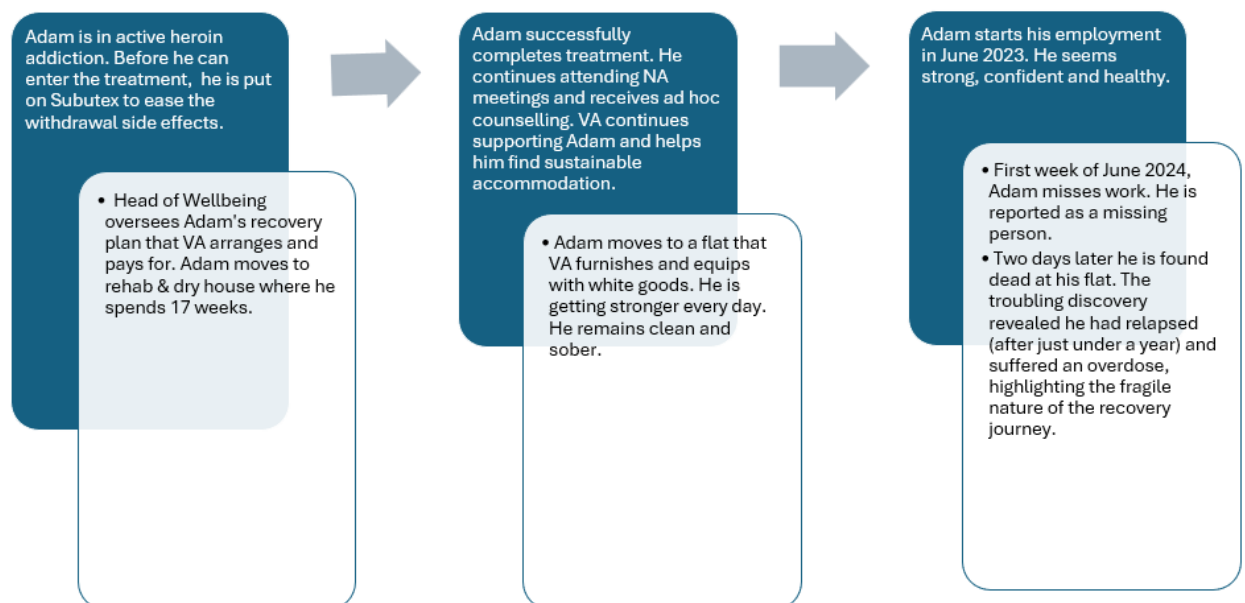 Adam is in active heroin
addiction. Before he can
enter the treatment,  he is put
on Subutex to ease the
withdrawal side effects.
•  Head of Wellbeing
oversees Adam's recovery
plan that VA arranges and
pays for. Adam moves to
rehab & dry house where he
spends 17 weeks.
Adam successfully
completes treatment. He
continues attending NA
meetings and receives ad hoc
counselling. VA continues
supporting Adam and helps
him find sustainable
accommodation.
• Adam moves to a flat that
VA furnishes and equips
with white goods. He is
getting stronger every day.
He remains clean and
sober.
Adam starts his employment
in June 2023. He seems
strong, confident and healthy.
• First week of June 2024,
Adam misses work. He is
reported as a missing
person.
• Two days later he is found
dead at his flat. The
troubling discovery
revealed he had relapsed
(after just under a year) and
suffered an overdose,
highlighting the fragile
nature of the recovery
journey.